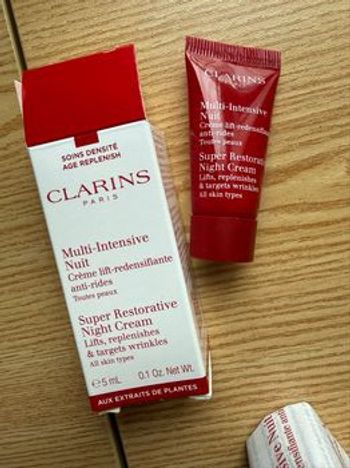 SOINS DENSITÉ
AGE REPLENISH
CLARINS
PARIS
Multi-Intensive
Nuit
Crème lift-redensifiante
anti-rides
Toutes peaux
Super Restorative
Night Cream
Lifts, replenishes
& targets wrinkles
All skin types
℮ 5 mL 0.1 Oz. Net Wt.
AUX EXTRAITS DE PLANTES
CLARINS
Multi-Intensive
Nuit
Crème lift-redensifiante
anti-rides
Toutes peaux
Super Restorative
Night Cream
Lifts, replenishes
& targets wrinkles
All skin types
Nuit